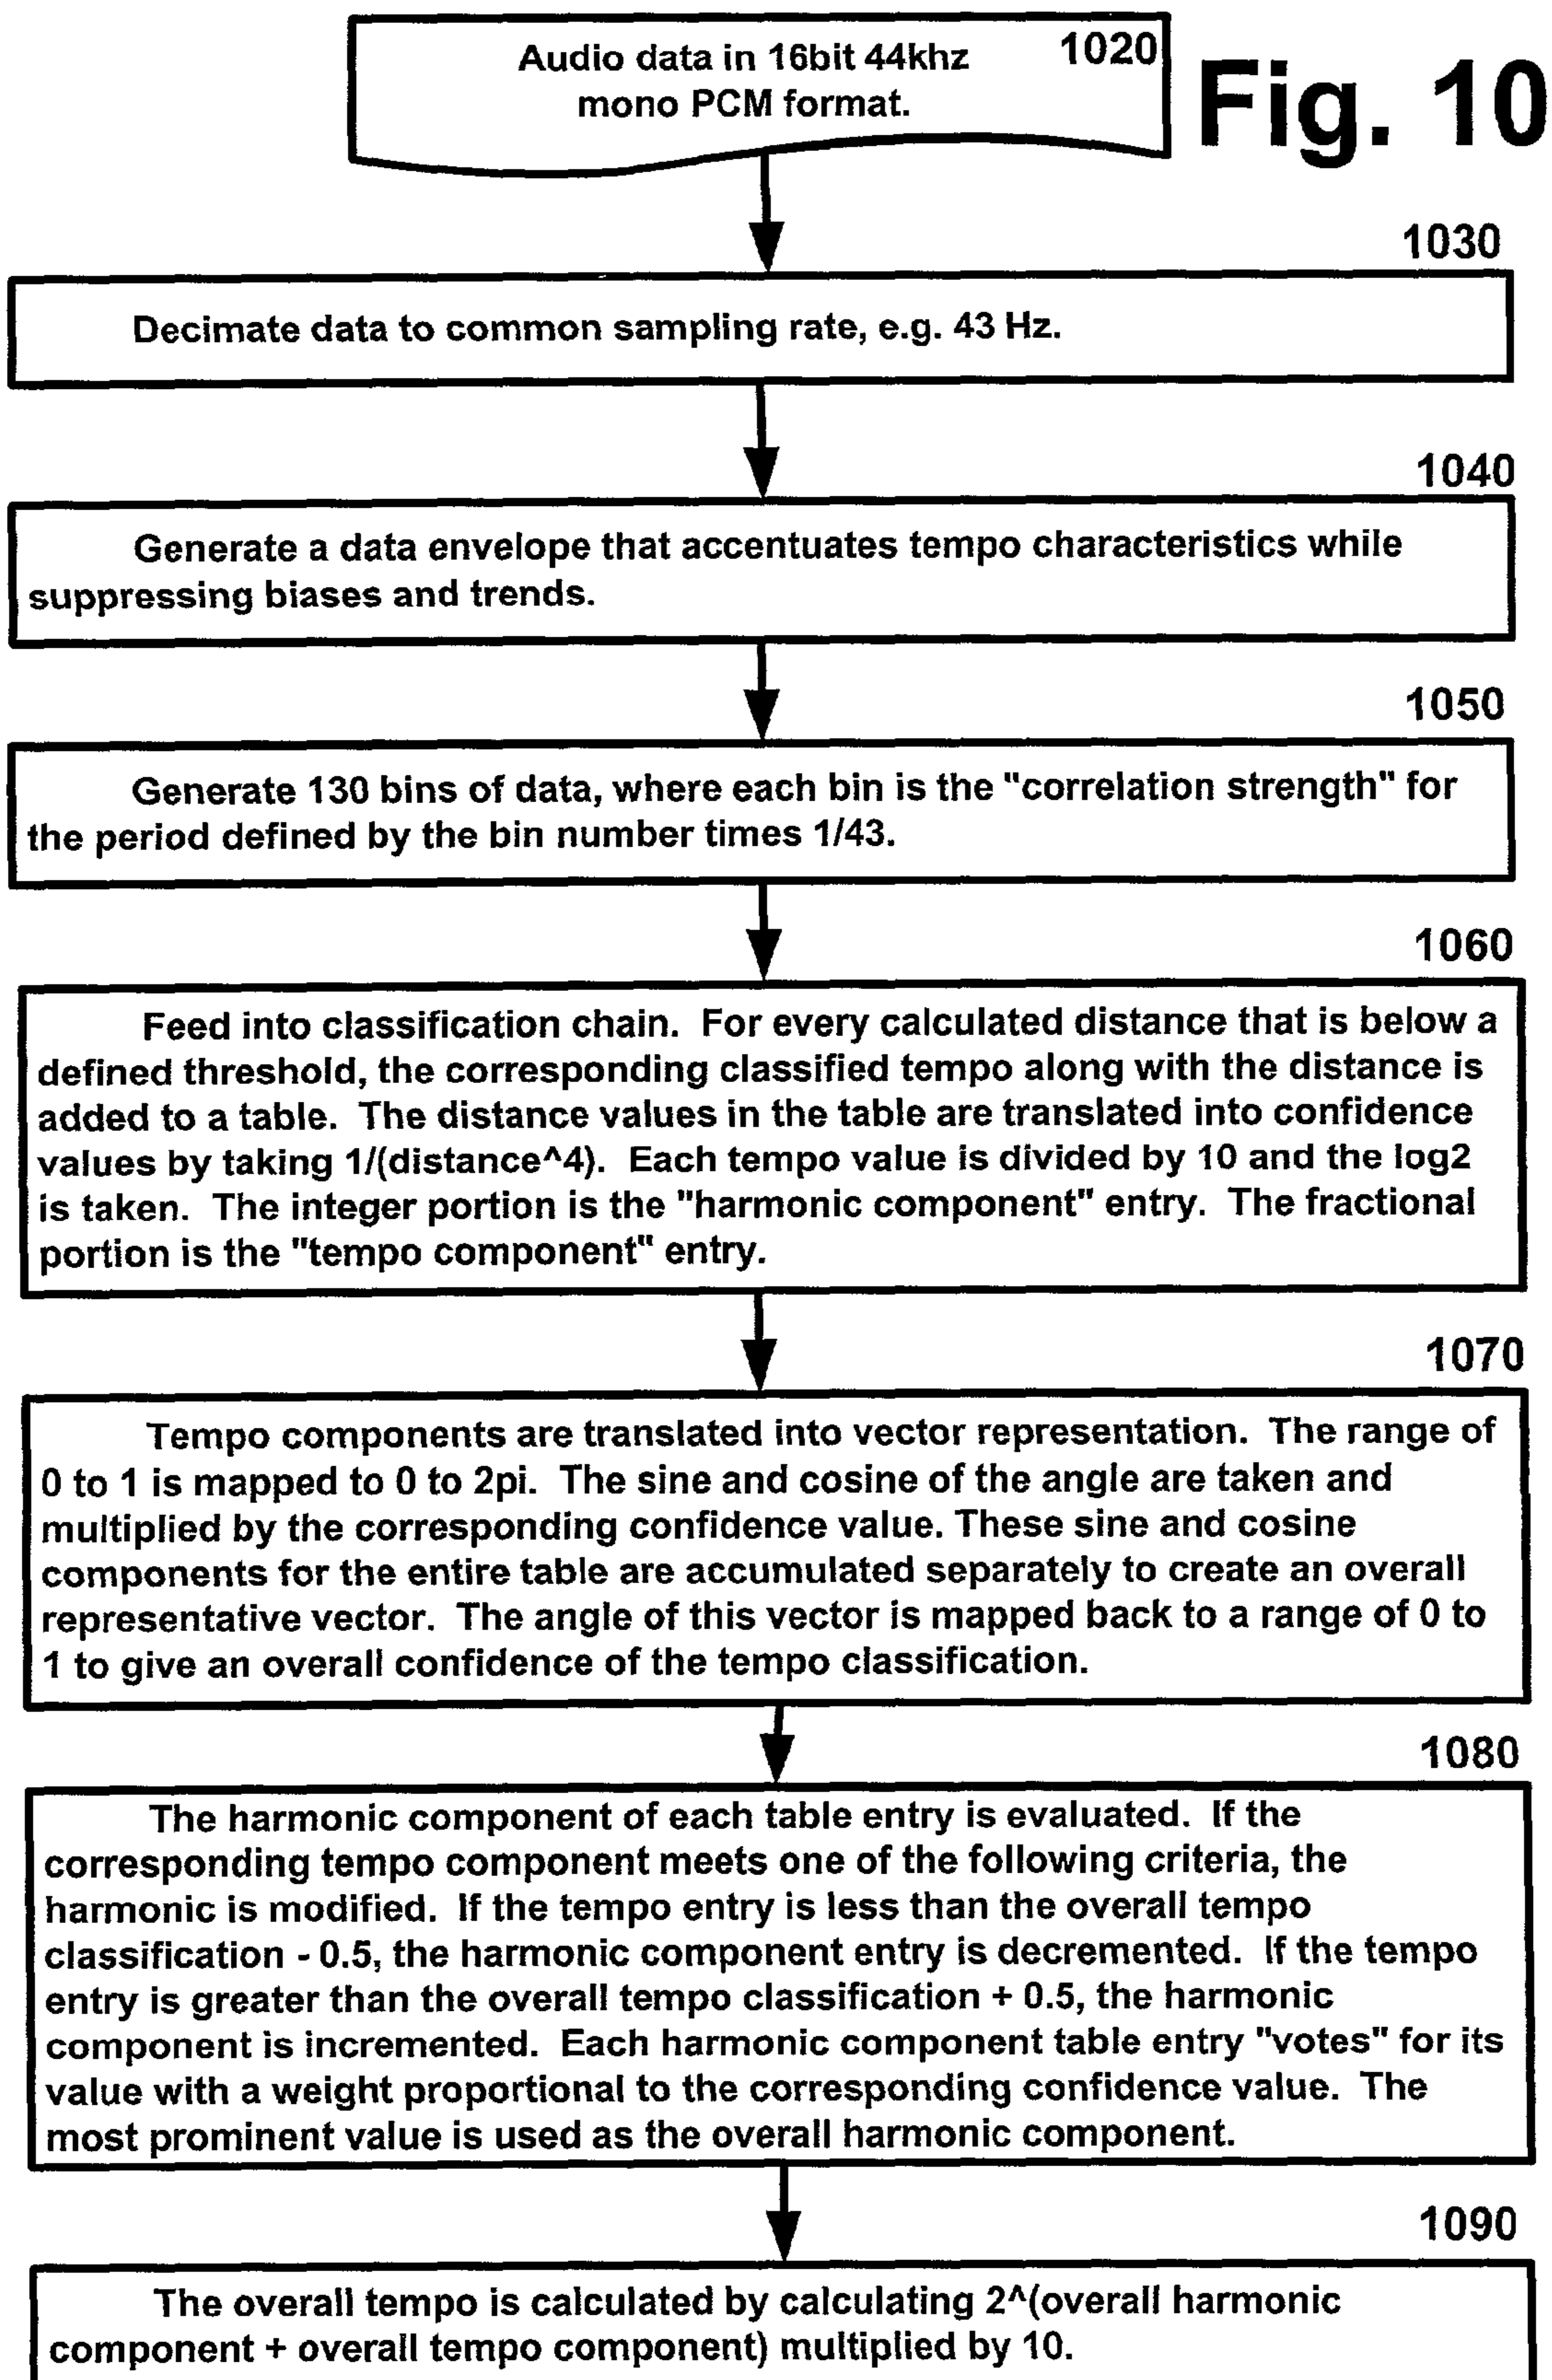 Audio data in 16bit 44khz
mono PCM format.
1020
Fig. 10
1030
Decimate data to common sampling rate, e.g. 43 Hz.
1040
Generate a data envelope that accentuates tempo characteristics while
suppressing biases and trends.
1050
Generate 130 bins of data, where each bin is the "correlation strength" for
the period defined by the bin number times 1/43.
1060
Feed into classification chain. For every calculated distance that is below a
defined threshold, the corresponding classified tempo along with the distance is
added to a table. The distance values in the table are translated into confidence
values by taking 1/(distance^4). Each tempo value is divided by 10 and the log2
is taken. The integer portion is the "harmonic component" entry. The fractional
portion is the "tempo component" entry.
1070
Tempo components are translated into vector representation. The range of
0 to 1 is mapped to 0 to 2pi. The sine and cosine of the angle are taken and
multiplied by the corresponding confidence value. These sine and cosine
components for the entire table are accumulated separately to create an overall
representative vector. The angle of this vector is mapped back to a range of 0 to
1 to give an overall confidence of the tempo classification.
1080
The harmonic component of each table entry is evaluated. If the
corresponding tempo component meets one of the following criteria, the
harmonic is modified. If the tempo entry is less than the overall tempo
classification - 0.5, the harmonic component entry is decremented. If the tempo
entry is greater than the overall tempo classification + 0.5, the harmonic
component is incremented. Each harmonic component table entry "votes" for its
value with a weight proportional to the corresponding confidence value. The
most prominent value is used as the overall harmonic component.
1090
The overall tempo is calculated by calculating 2^(overall harmonic
component + overall tempo component) multiplied by 10.